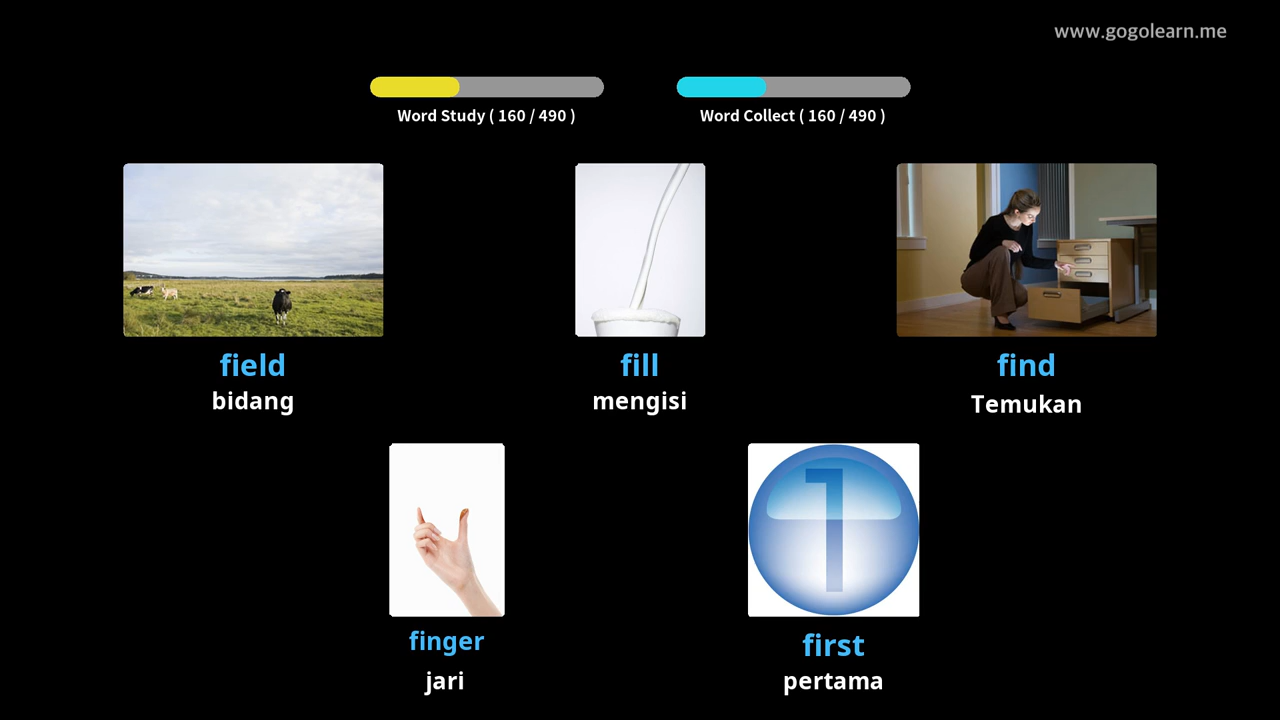 www.gogolearn.me
Word Study ( 160 / 490 )
Word Collect ( 160 / 490 )
field
bidang
fill
mengisi
find
Temukan
finger
jari
1
first
pertama